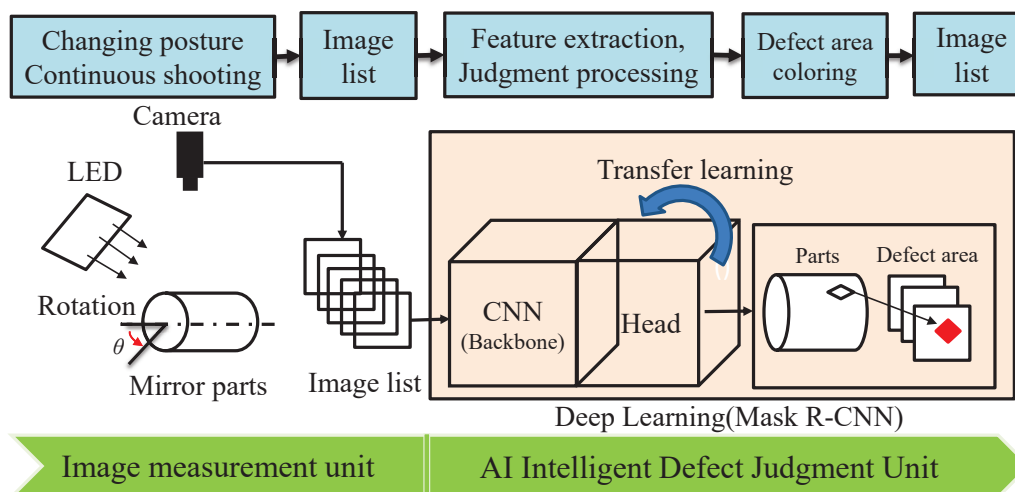 Changing posture
Continuous shooting
Image
list
Feature extraction,
Judgment processing
Defect area
coloring
Image
list
Camera
LED
Transfer learning
Parts
Defect area
Rotation
θ
CNN
(Backbone)
Head
Mirror parts
Image list
Deep Learning(Mask R-CNN)
Image measurement unit
AI Intelligent Defect Judgment Unit